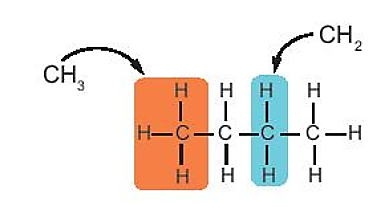 CH₂
CH₃
H H H H
H—C—C—C—C—H
H H H H